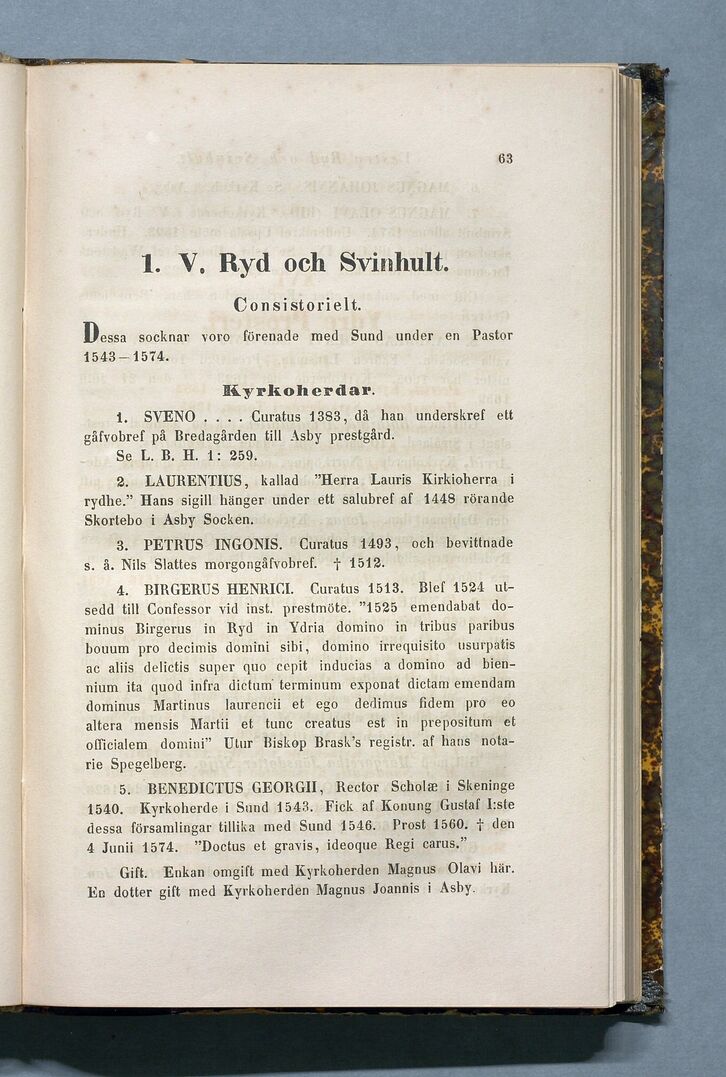 63
1. V. Ryd och Svinhult.
Consistorielt.
Dessa socknar voro förenade med Sund under en Pastor
1543–1574.
Kyrkoherdar.
1. SVENO . . . . Curatus 1383, då han underskref ett
gåfvobref på Bredagården till Asby prestgård.
Se L. B. H. 1: 259.
2. LAURENTIUS, kallad ”Herra Lauris Kirkioherra i
rydhe.” Hans sigill hänger under ett salubref af 1448 rörande
Skortebo i Asby Socken.
3. PETRUS INGONIS. Curatus 1493, och bevittnade
s. å. Nils Slattes morgongåfvobref. † 1512.
4. BIRGERUS HENRICI. Curatus 1513. Blef 1524 ut-
sedd till Confessor vid inst. prestmöte. ”1525 emendabat do-
minus Birgerus in Ryd in Ydria domino in tribus paribus
bouum pro decimis domini sibi, domino irrequisito usurpatis
ac aliis delictis super quo cepit inducias a domino ad bien-
nium ita quod infra dictum terminum exponat dictam emendam
dominus Martinus laurencii et ego dedimus fidem pro eo
altera mensis Martii et tunc creatus est in prepositum et
officialem domini” Utur Biskop Brask's registr. af hans nota-
rie Spegelberg.
5. BENEDICTUS GEORGII, Rector Scholæ i Skeninge
1540. Kyrkoherde i Sund 1543. Fick af Konung Gustaf I:ste
dessa församlingar tillika med Sund 1546. Prost 1560. † den
4 Junii 1574. ”Doctus et gravis, ideoque Regi carus.”
Gift. Enkan omgift med Kyrkoherden Magnus Olavi här.
En dotter gift med Kyrkoherden Magnus Joannis i Asby.